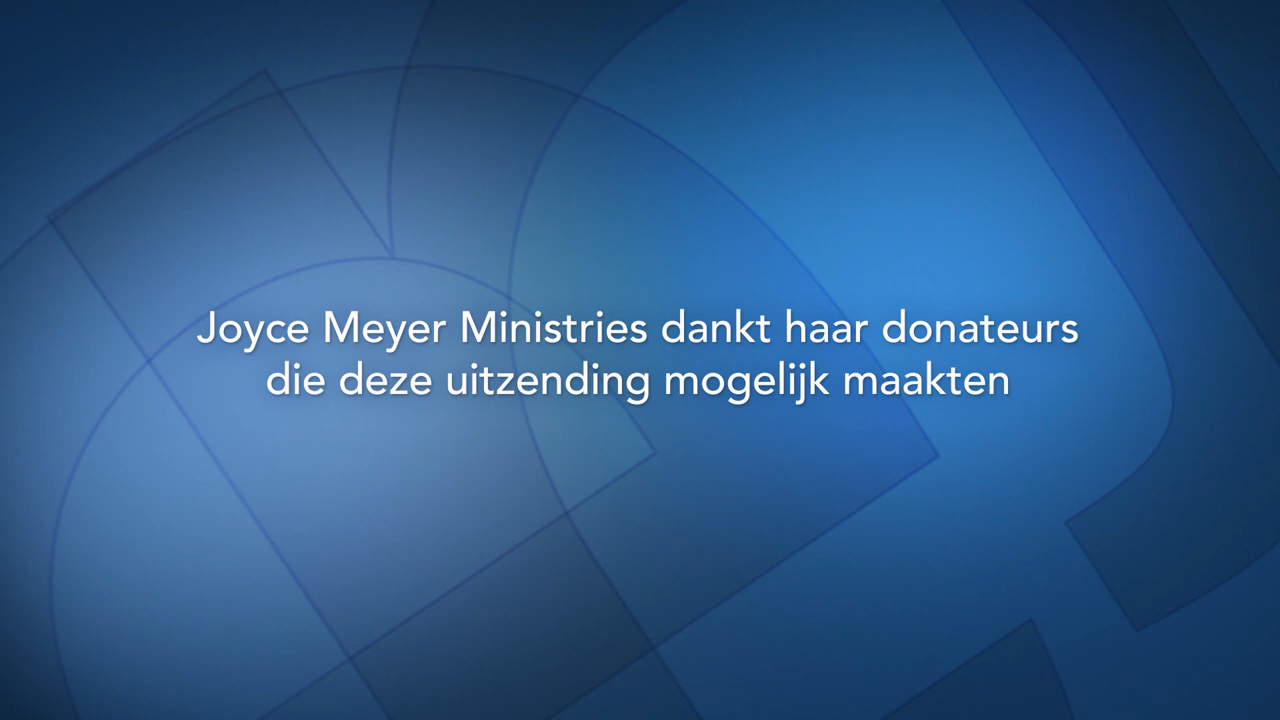 Joyce Meyer Ministries dankt haar donateurs
die deze uitzending mogelijk maakten